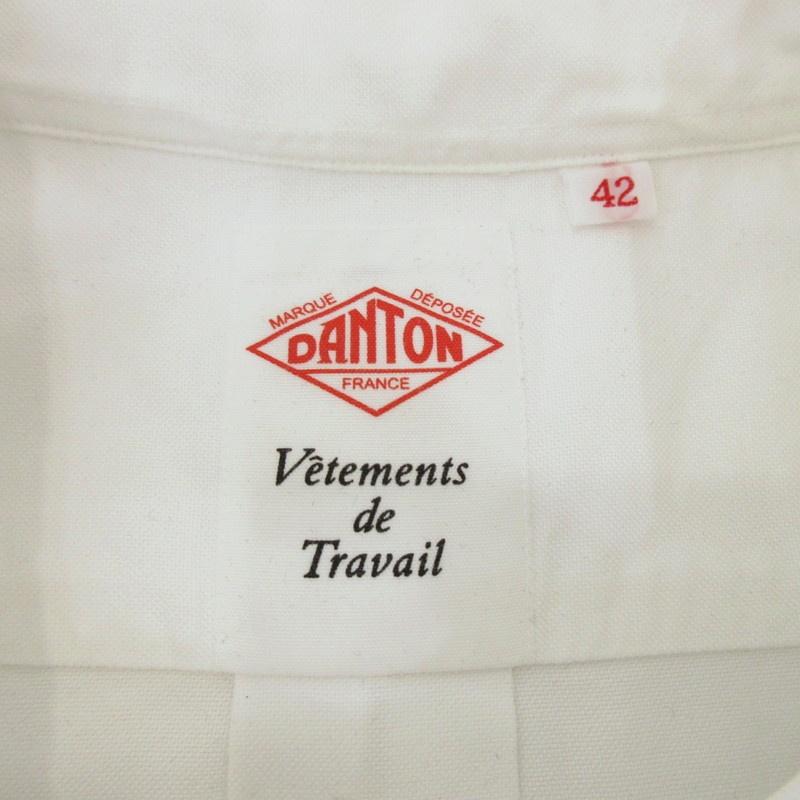 42
MARQUE DÉPOSÉE
DANTON
FRANCE
Vêtements
de
Travail